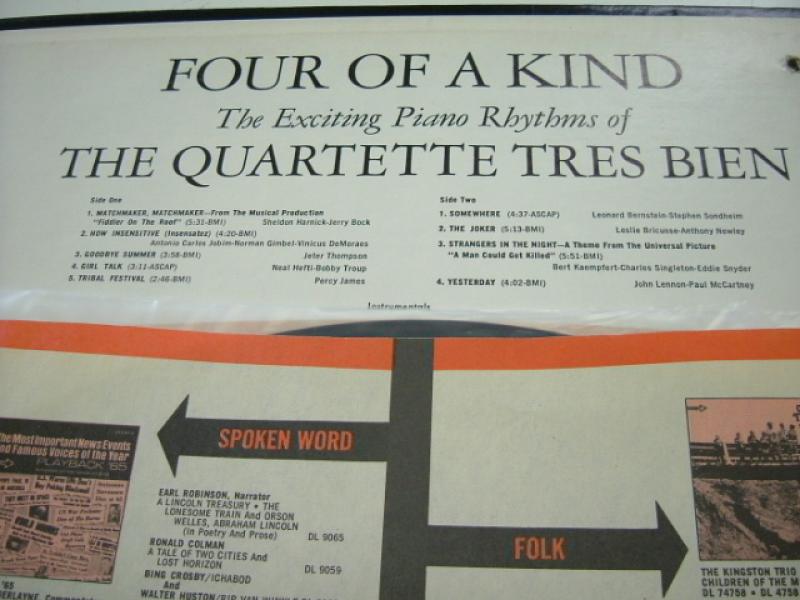 FOUR OF A KIND
The Exciting Piano Rhythms of
THE QUARTETTE TRES BIEN
Side One
1. MATCHMAKER, MATCHMAKER—From The Musical Production
"Fiddler On The Roof" (5:31-BMI) Sheldon Harnick-Jerry Bock
2. HOW INSENSITIVE (Insensatez) (4:20-BMI)
Antonio Carlos Jobim-Norman Gimbel-Vinicus DeMoraes
3. GOODBYE SUMMER (3:58-BMI) Jeter Thompson
4. GIRL TALK (3:11-ASCAP) Neal Hefti-Bobby Troup
5. TRIBAL FESTIVAL (2:46-BMI) Percy James
Side Two
1. SOMEWHERE (4:37-ASCAP) Leonard Bernstein-Stephen Sondheim
2. THE JOKER (5:13-BMI) Leslie Bricusse-Anthony Newley
3. STRANGERS IN THE NIGHT—A Theme From The Universal Picture
"A Man Could Get Killed" (5:51-BMI)
Bert Kaempfert-Charles Singleton-Eddie Snyder
4. YESTERDAY (4:02-BMI) John Lennon-Paul McCartney
Instrumentals
SPOKEN WORD
The Most Important News Events
and Famous Voices of the Year
PLAYBACK '65
EARL ROBINSON, Narrator
A LINCOLN TREASURY • THE
LONESOME TRAIN And ORSON
WELLES, ABRAHAM LINCOLN
(in Poetry And Prose) DL 9065
RONALD COLMAN
A TALE OF TWO CITIES And
LOST HORIZON DL 9059
BING CROSBY/ICHABOD
And
WALTER HUSTON/RIP VAN
'65
FOLK
THE KINGSTON TRIO
CHILDREN OF THE M
DL 74758 • DL 4758